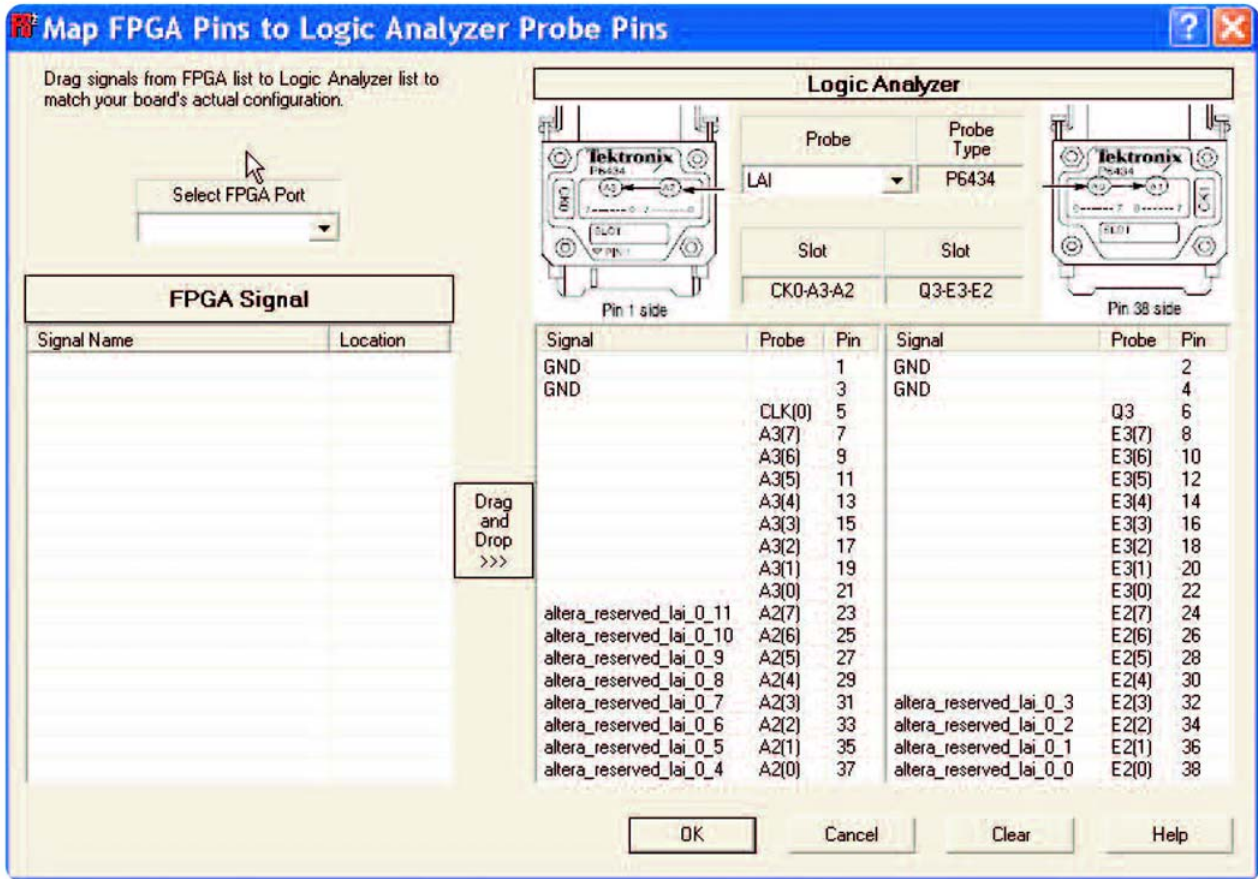 Map FPGA Pins to Logic Analyzer Probe Pins
Drag signals from FPGA list to Logic Analyzer list to
match your board's actual configuration.
Select FPGA Port
FPGA Signal
Signal Name Location
Drag
and
Drop
>>>
Logic Analyzer
Tektronix
P6434
CK0
SLOT
Pin 1 side
Probe Probe
Type
LAI P6434
Slot Slot
CK0-A3-A2 Q3-E3-E2
Tektronix
P6434
SLOT
Pin 38 side
Signal Probe Pin Signal Probe Pin
GND 1 GND 2
GND 3 GND 4
CLK(0) 5 Q3 6
A3(7) 7 E3(7) 8
A3(6) 9 E3(6) 10
A3(5) 11 E3(5) 12
A3(4) 13 E3(4) 14
A3(3) 15 E3(3) 16
A3(2) 17 E3(2) 18
A3(1) 19 E3(1) 20
A3(0) 21 E3(0) 22
altera_reserved_lai_0_11 A2(7) 23 E2(7) 24
altera_reserved_lai_0_10 A2(6) 25 E2(6) 26
altera_reserved_lai_0_9 A2(5) 27 E2(5) 28
altera_reserved_lai_0_8 A2(4) 29 E2(4) 30
altera_reserved_lai_0_7 A2(3) 31 altera_reserved_lai_0_3 E2(3) 32
altera_reserved_lai_0_6 A2(2) 33 altera_reserved_lai_0_2 E2(2) 34
altera_reserved_lai_0_5 A2(1) 35 altera_reserved_lai_0_1 E2(1) 36
altera_reserved_lai_0_4 A2(0) 37 altera_reserved_lai_0_0 E2(0) 38
OK Cancel Clear Help